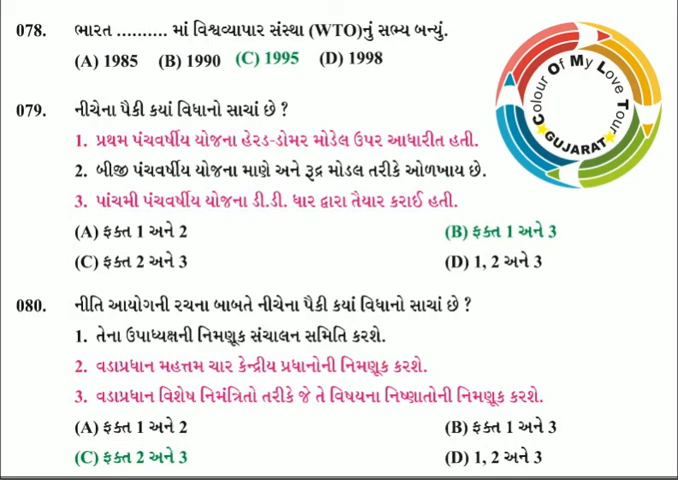 078. ભારત .......... માં વિશ્વવ્યાપાર સંસ્થા (WTO)નું સભ્ય બન્યું.
(A) 1985 (B) 1990 (C) 1995 (D) 1998
079. નીચેના પૈકી કયાં વિધાનો સાચાં છે ?
1. પ્રથમ પંચવર્ષીય યોજના હેરડ-ડોમર મોડેલ ઉપર આધારીત હતી.
2. બીજી પંચવર્ષીય યોજના માણે અને રૂદ્ર મોડલ તરીકે ઓળખાય છે.
3. પાંચમી પંચવર્ષીય યોજના ડી.ડી. ધાર દ્વારા તૈયાર કરાઈ હતી.
(A) ફક્ત 1 અને 2 (B) ફક્ત 1 અને 3
(C) ફક્ત 2 અને 3 (D) 1, 2 અને 3
080. નીતિ આયોગની રચના બાબતે નીચેના પૈકી કયાં વિધાનો સાચાં છે ?
1. તેના ઉપાધ્યક્ષની નિમણૂક સંચાલન સમિતિ કરશે.
2. વડાપ્રધાન મહત્તમ ચાર કેન્દ્રીય પ્રધાનોની નિમણૂક કરશે.
3. વડાપ્રધાન વિશેષ નિમંત્રિતો તરીકે જે તે વિષયના નિષ્ણાતોની નિમણૂક કરશે.
(A) ફક્ત 1 અને 2 (B) ફક્ત 1 અને 3
(C) ફક્ત 2 અને 3 (D) 1, 2 અને 3
Colour Of My Love Tour
GUJARAT